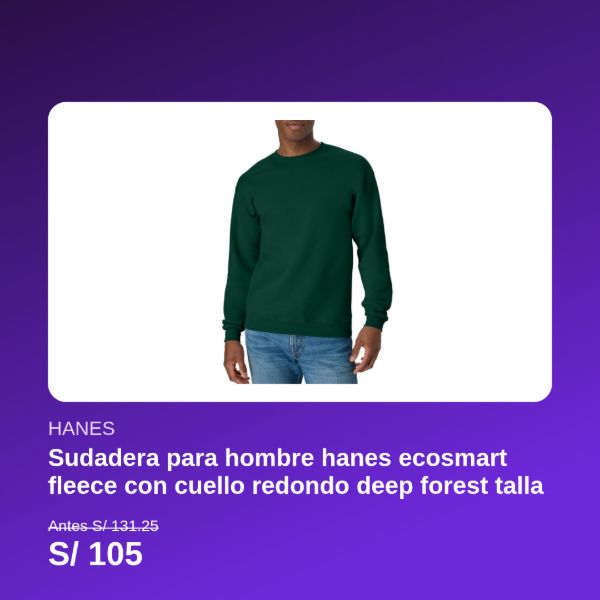 HANES
Sudadera para hombre hanes ecosmart
fleece con cuello redondo deep forest talla
Antes S/ 131.25
S/ 105